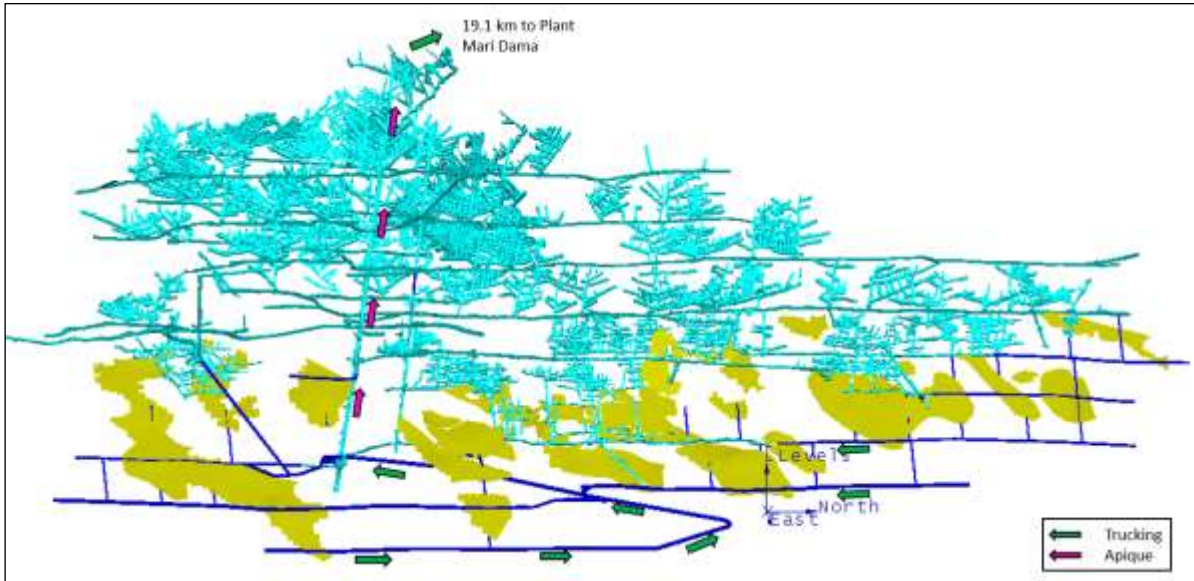 19.1 km to Plant
Mari Dama
Levels
North
East
Trucking
Apique